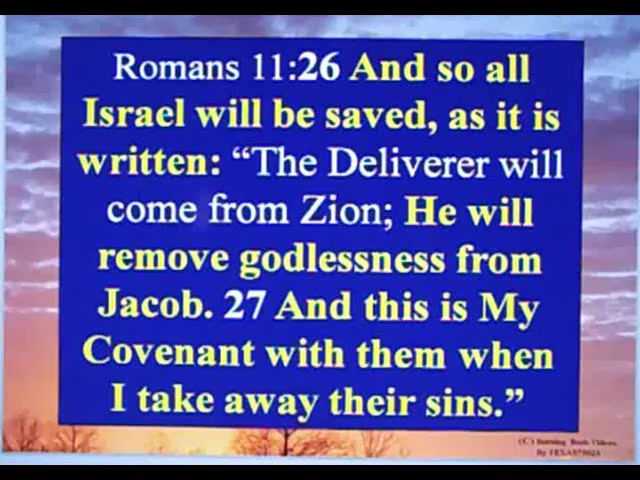 Romans 11:26 And so all
Israel will be saved, as it is
written: “The Deliverer will
come from Zion; He will
remove godlessness from
Jacob. 27 And this is My
Covenant with them when
I take away their sins.”
(C) Burning Bush Videos
By